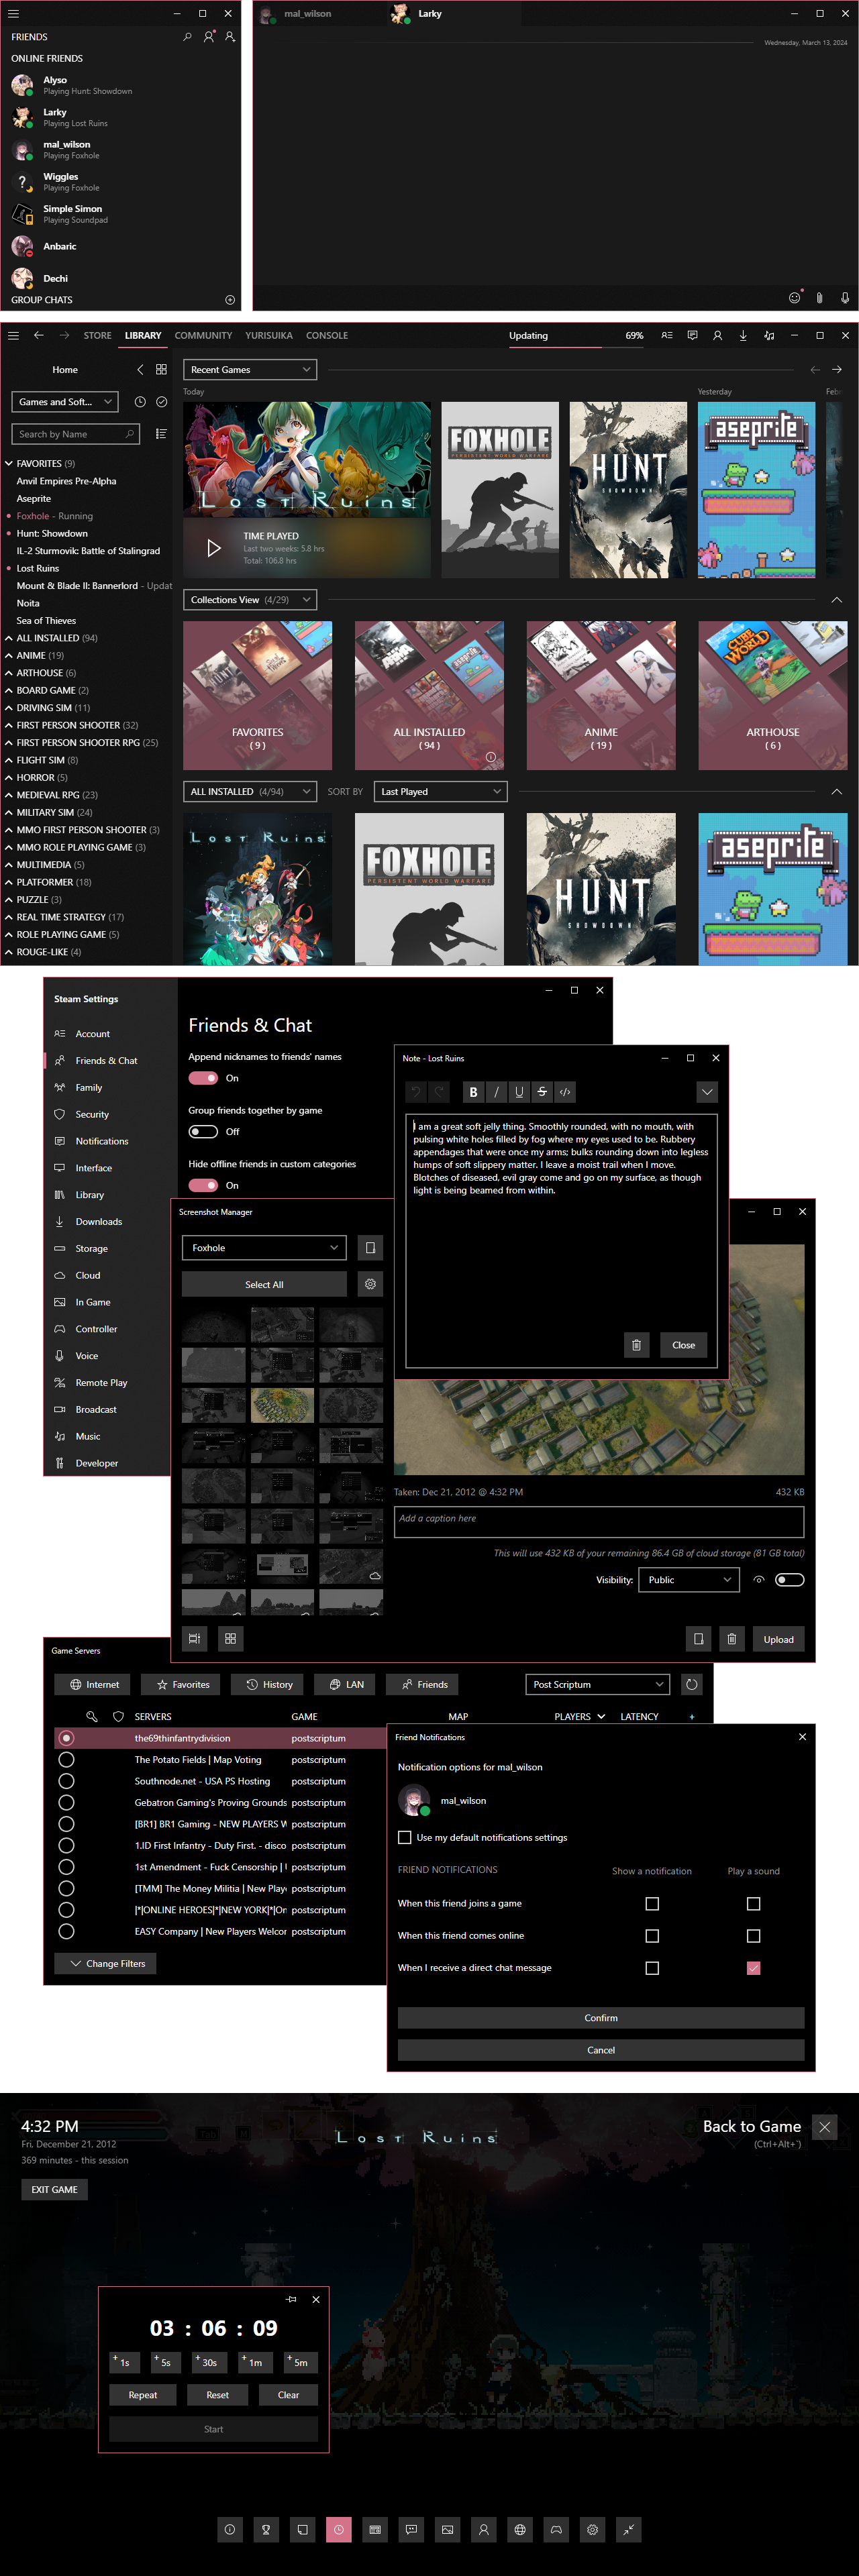 FRIENDS
ONLINE FRIENDS
Alyso
Playing Hunt: Showdown
Larky
Playing Lost Ruins
mal_wilson
Playing Foxhole
Wiggles
Playing Foxhole
Simple Simon
Playing Soundpad
Anbaric
Dechi
GROUP CHATS
mal_wilson
Larky
Wednesday, March 13, 2024
STORE LIBRARY COMMUNITY YURISUIKA CONSOLE
Updating 69%
Home
Games and Soft...
Search by Name
FAVORITES (9)
Anvil Empires Pre-Alpha
Aseprite
Foxhole - Running
Hunt: Showdown
IL-2 Sturmovik: Battle of Stalingrad
Lost Ruins
Mount & Blade II: Bannerlord - Updat
Noita
Sea of Thieves
ALL INSTALLED (94)
ANIME (19)
ARTHOUSE (6)
BOARD GAME (2)
DRIVING SIM (11)
FIRST PERSON SHOOTER (32)
FIRST PERSON SHOOTER RPG (25)
FLIGHT SIM (8)
HORROR (5)
MEDIEVAL RPG (23)
MILITARY SIM (24)
MMO FIRST PERSON SHOOTER (3)
MMO ROLE PLAYING GAME (3)
MULTIMEDIA (5)
PLATFORMER (18)
PUZZLE (3)
REAL TIME STRATEGY (17)
ROLE PLAYING GAME (5)
ROUGE-LIKE (4)
Recent Games
Today
Yesterday
Febr
LOST RUINS
TIME PLAYED
Last two weeks: 5.8 hrs
Total: 106.8 hrs
FOXHOLE
PERSISTENT WORLD WARFARE
HUNT
SHOWDOWN
aseprite
Collections View (4/29)
FAVORITES
( 9 )
ALL INSTALLED
( 94 )
ANIME
( 19 )
CUBE WORLD
ARTHOUSE
( 6 )
ALL INSTALLED (4/94)
SORT BY
Last Played
LOST RUINS
FOXHOLE
PERSISTENT WORLD WARFARE
HUNT
SHOWDOWN
aseprite
Steam Settings
Account
Friends & Chat
Family
Security
Notifications
Interface
Library
Downloads
Storage
Cloud
In Game
Controller
Voice
Remote Play
Broadcast
Music
Developer
Friends & Chat
Append nicknames to friends' names
On
Group friends together by game
Off
Hide offline friends in custom categories
On
Note - Lost Ruins
B I U S </>
I am a great soft jelly thing. Smoothly rounded, with no mouth, with
pulsing white holes filled by fog where my eyes used to be. Rubbery
appendages that were once my arms; bulks rounding down into legless
humps of soft slippery matter. I leave a moist trail when I move.
Blotches of diseased, evil gray come and go on my surface, as though
light is being beamed from within.
Close
Screenshot Manager
Foxhole
Select All
Taken: Dec 21, 2012 @ 4:32 PM
432 KB
Add a caption here
This will use 432 KB of your remaining 86.4 GB of cloud storage (81 GB total)
Visibility: Public
Upload
Game Servers
Internet Favorites History LAN Friends
Post Scriptum
SERVERS GAME MAP PLAYERS LATENCY +
the69thinfantrydivision postscriptum
The Potato Fields | Map Voting postscriptum
Southnode.net - USA PS Hosting postscriptum
Gebatron Gaming's Proving Grounds postscriptum
[BR1] BR1 Gaming - NEW PLAYERS W postscriptum
1.ID First Infantry - Duty First. - disco postscriptum
1st Amendment - Fuck Censorship | postscriptum
[TMM] The Money Militia | New Playe postscriptum
|*|ONLINE HEROES|*|NEW YORK|*|On postscriptum
EASY Company | New Players Welcon postscriptum
Change Filters
Friend Notifications
Notification options for mal_wilson
mal_wilson
Use my default notifications settings
FRIEND NOTIFICATIONS Show a notification Play a sound
When this friend joins a game
When this friend comes online
When I receive a direct chat message
Confirm
Cancel
4:32 PM
Fri, December 21, 2012
369 minutes - this session
EXIT GAME
LOST RUINS
Back to Game
(Ctrl+Alt+`)
03 : 06 : 09
+ 1s + 5s + 30s + 1m + 5m
Repeat Reset Clear
Start